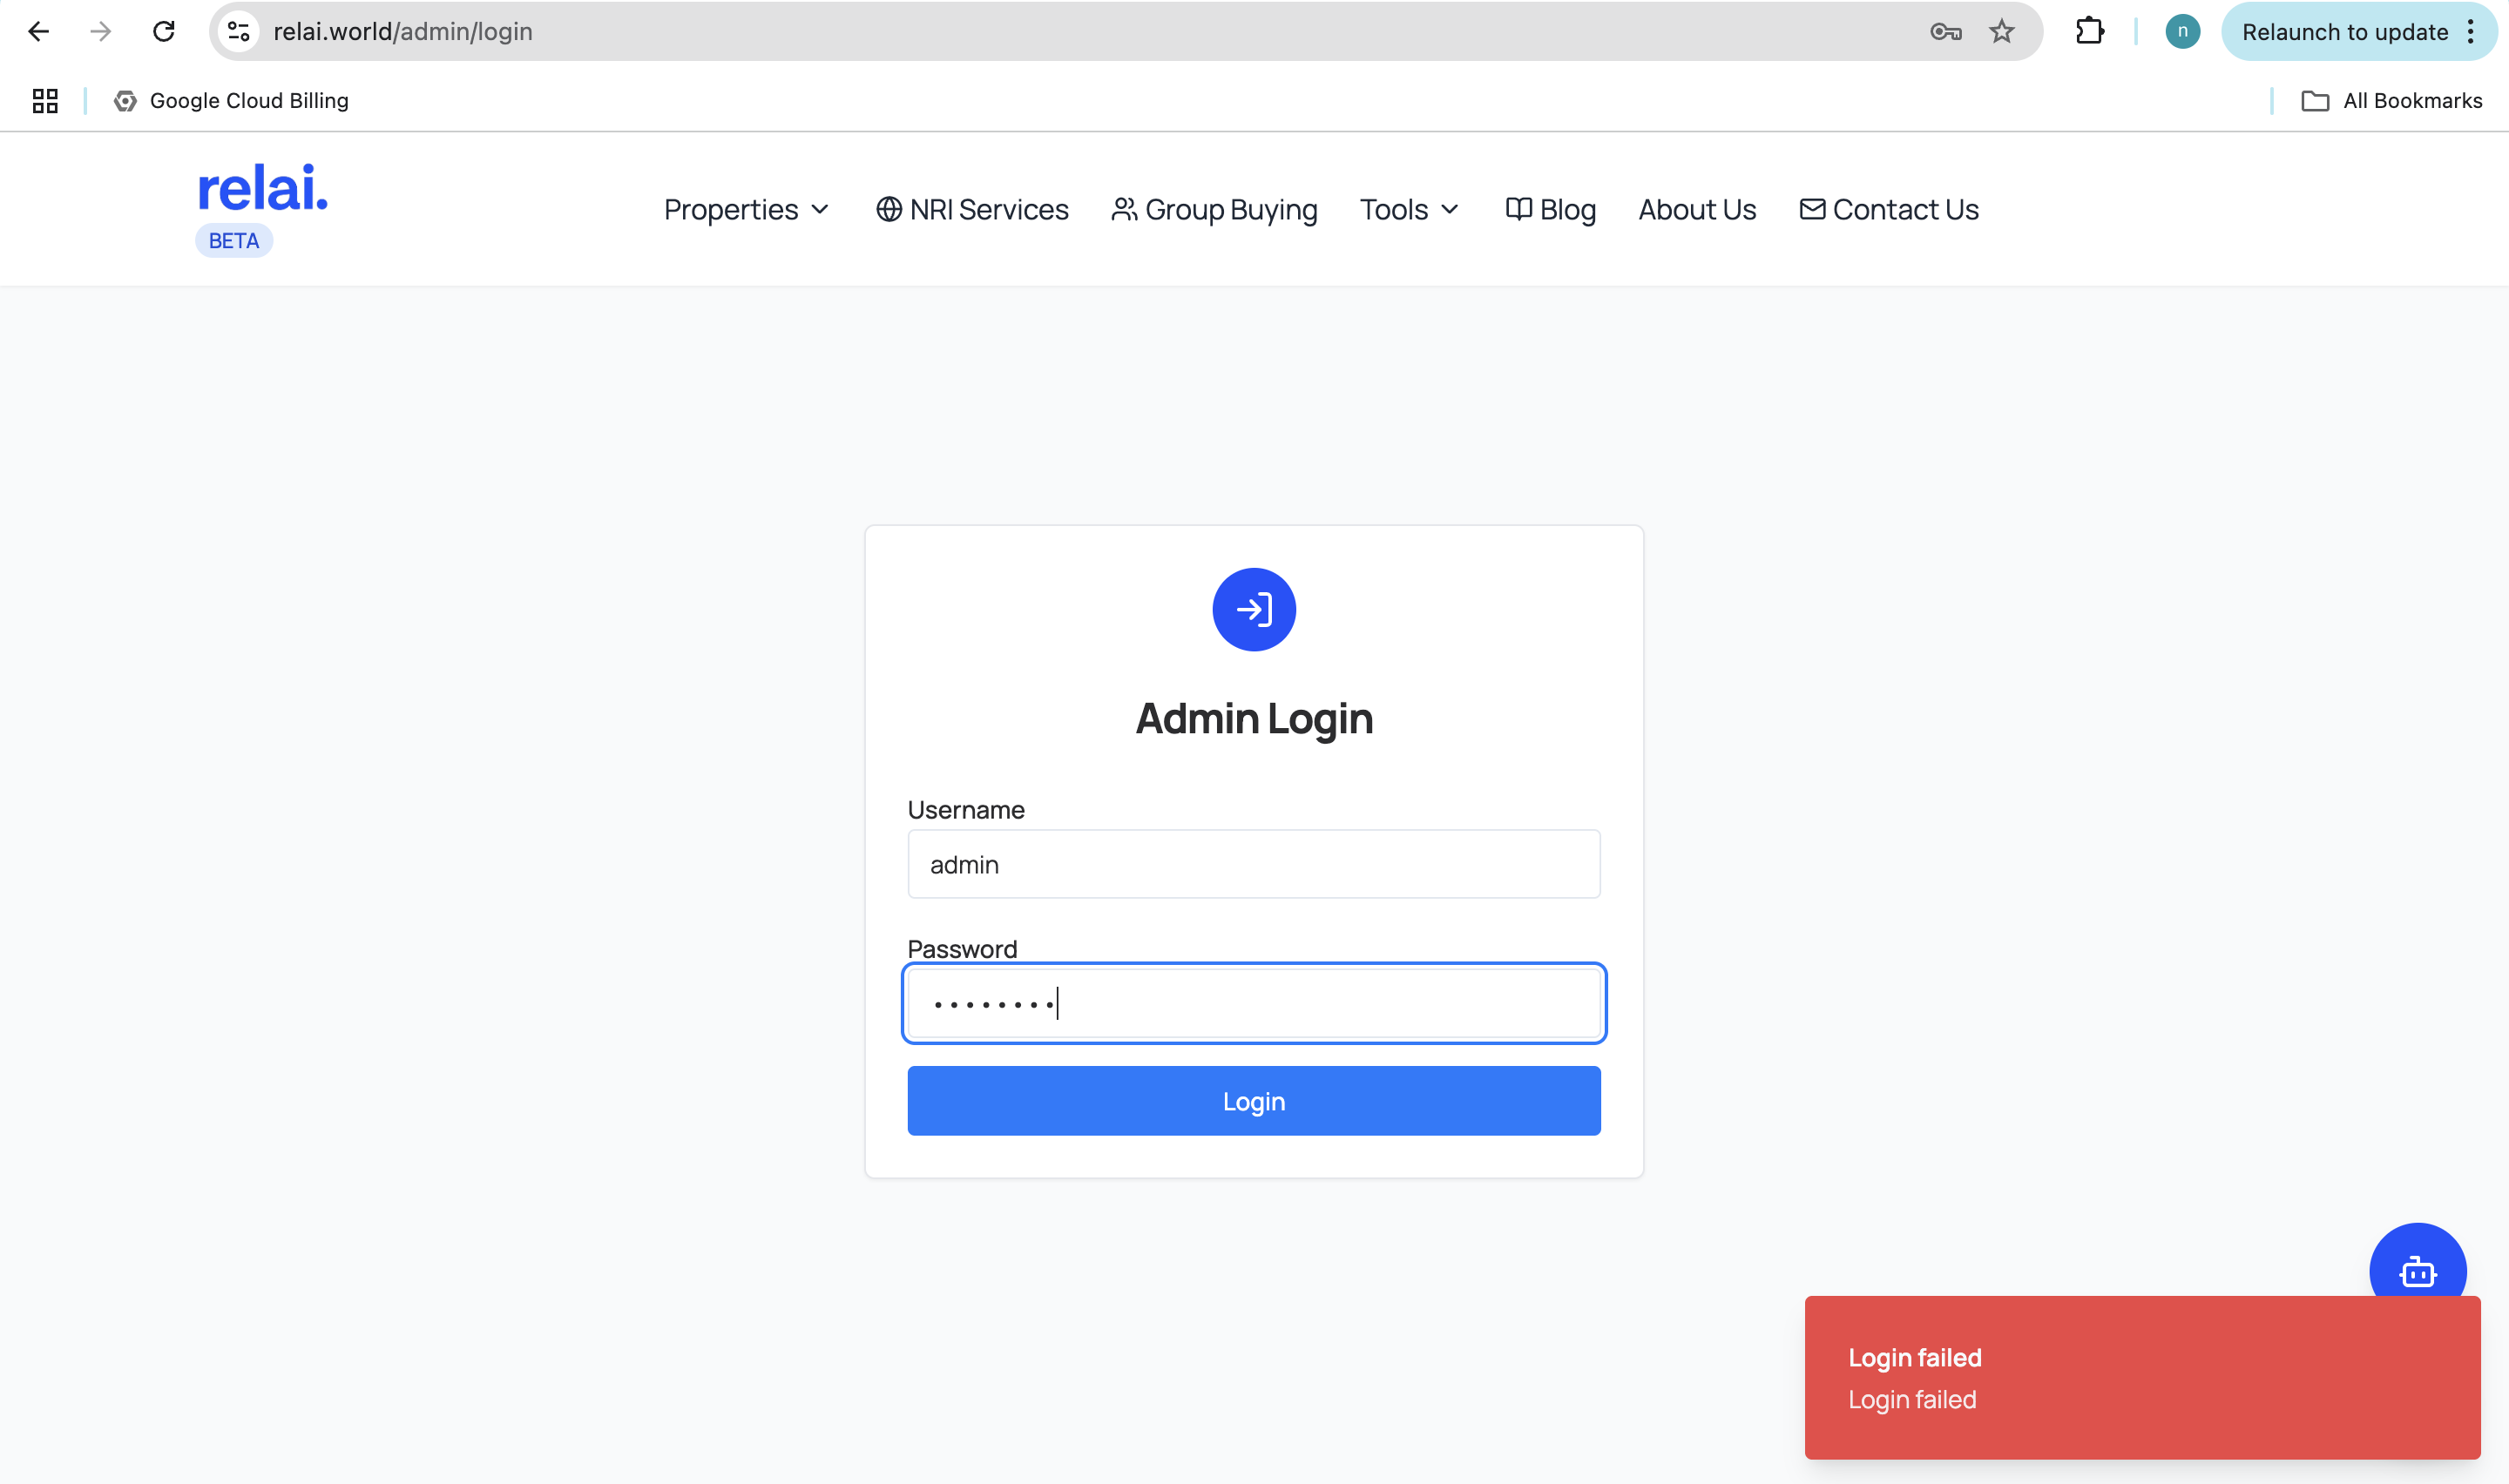 relai.world/admin/login
n
Relaunch to update
Google Cloud Billing
All Bookmarks
relai.
BETA
Properties
NRI Services
Group Buying
Tools
Blog
About Us
Contact Us
Admin Login
Username
admin
Password
••••••••
Login
Login failed
Login failed